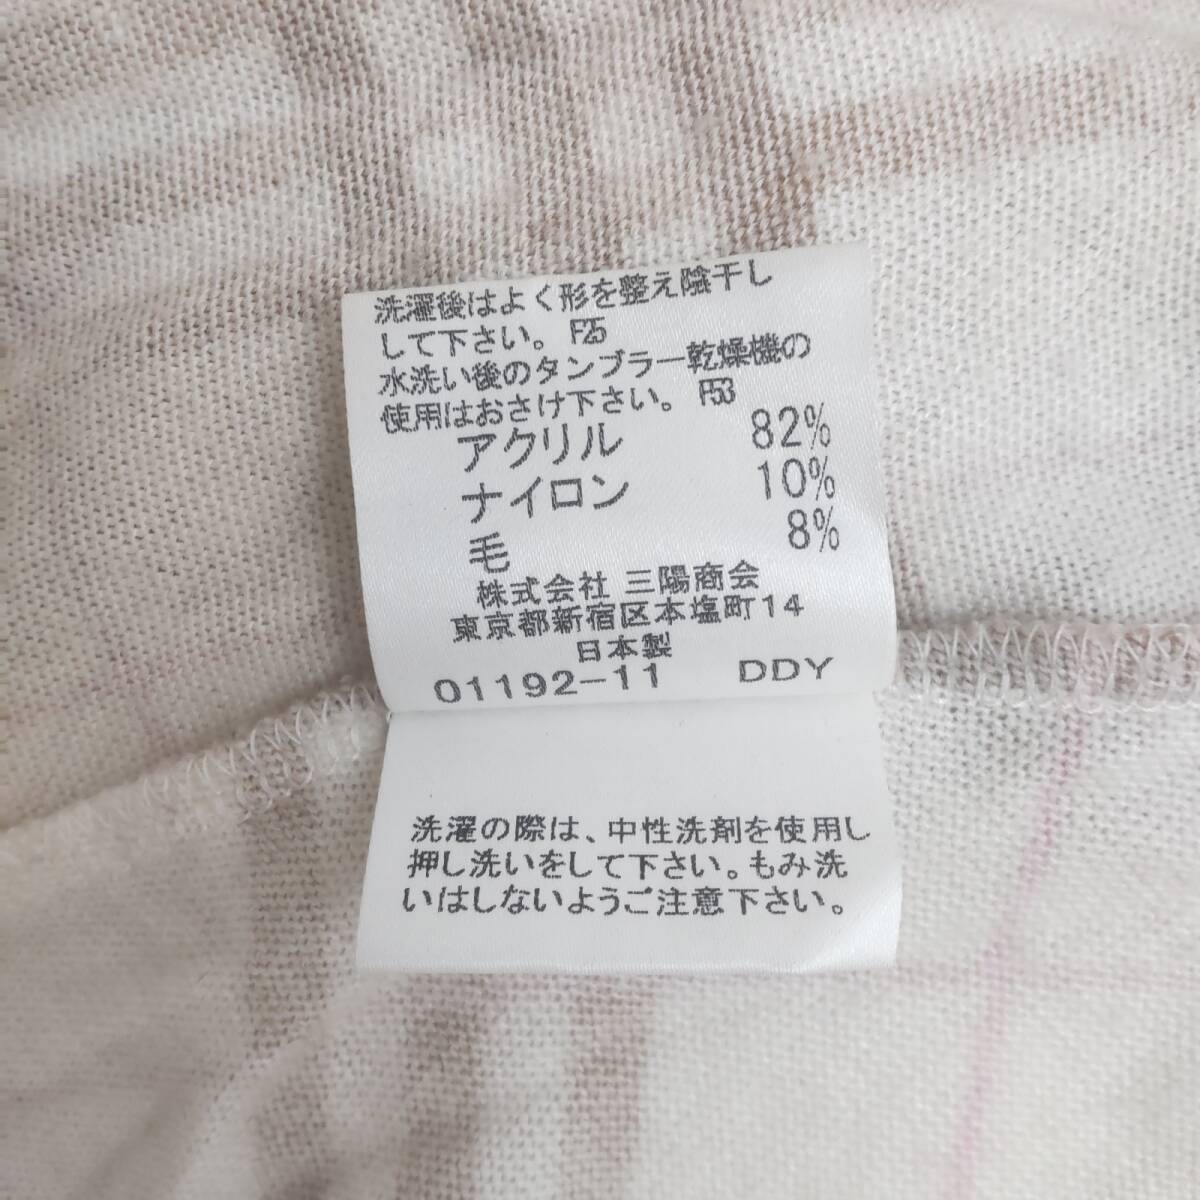 洗濯後はよく形を整え陰干し
して下さい。 F25
水洗い後のタンブラー乾燥機の
使用はおさけ下さい。 F53
アクリル 82%
ナイロン 10%
毛 8%
株式会社 三陽商会
東京都新宿区本塩町14
日本製
01192-11 DDY
洗濯の際は、中性洗剤を使用し
押し洗いをして下さい。もみ洗
いはしないようご注意下さい。